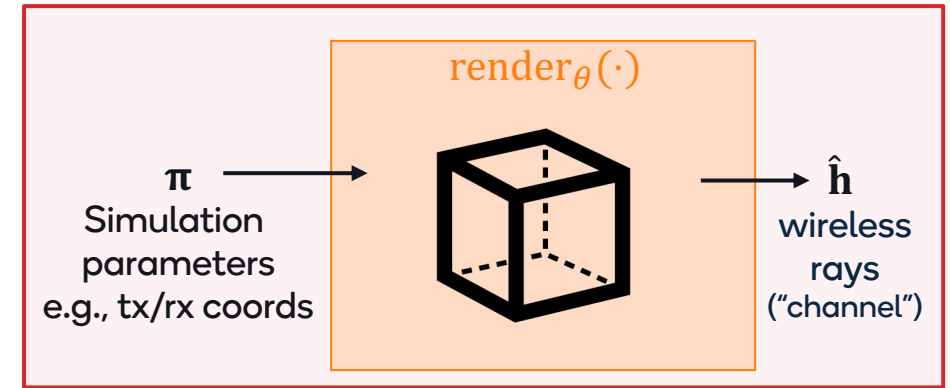 render_θ(·)
π
Simulation
parameters
e.g., tx/rx coords
ĥ
wireless
rays
("channel")